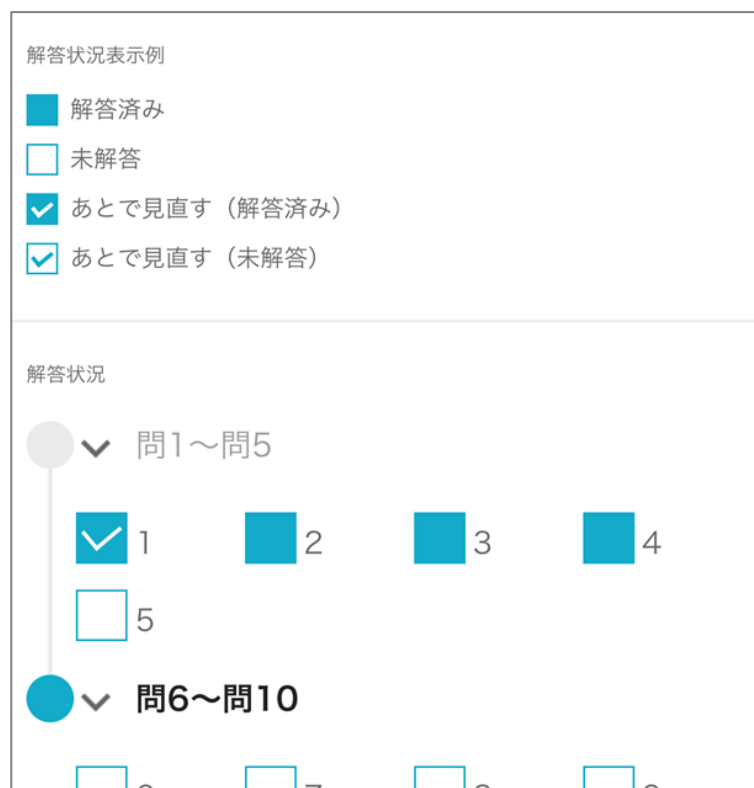 解答状況表示例
解答済み
未解答
あとで見直す（解答済み）
あとで見直す（未解答）
解答状況
問1〜問5
1 2 3 4
5
問6〜問10